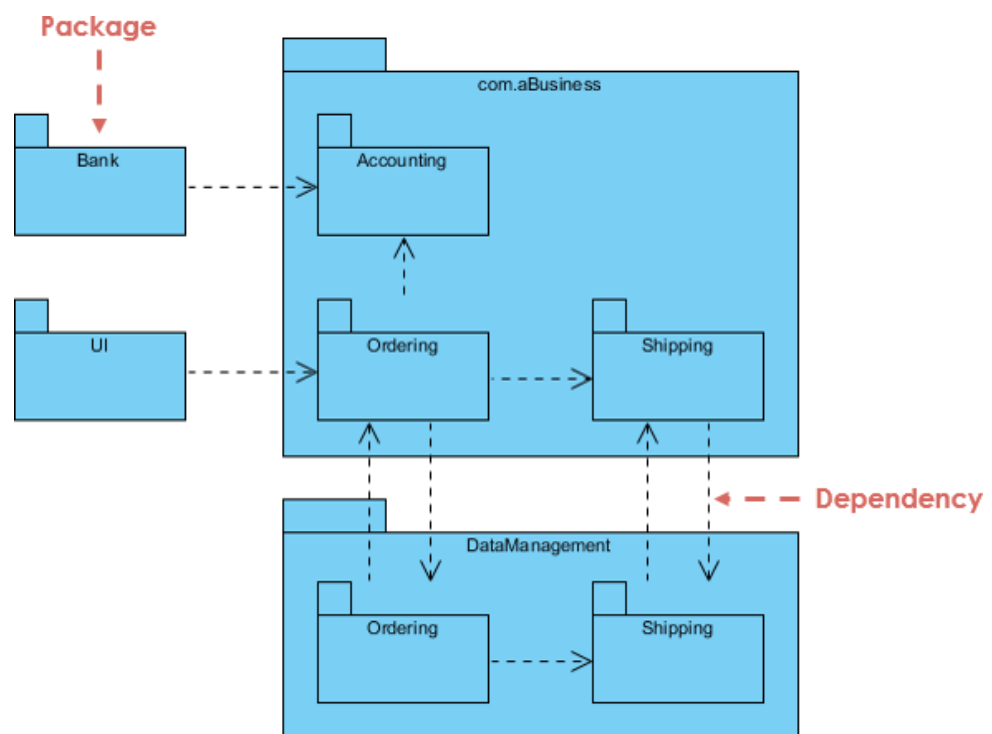 Package
com.aBusiness
Bank
Accounting
UI
Ordering
Shipping
Dependency
DataManagement
Ordering
Shipping